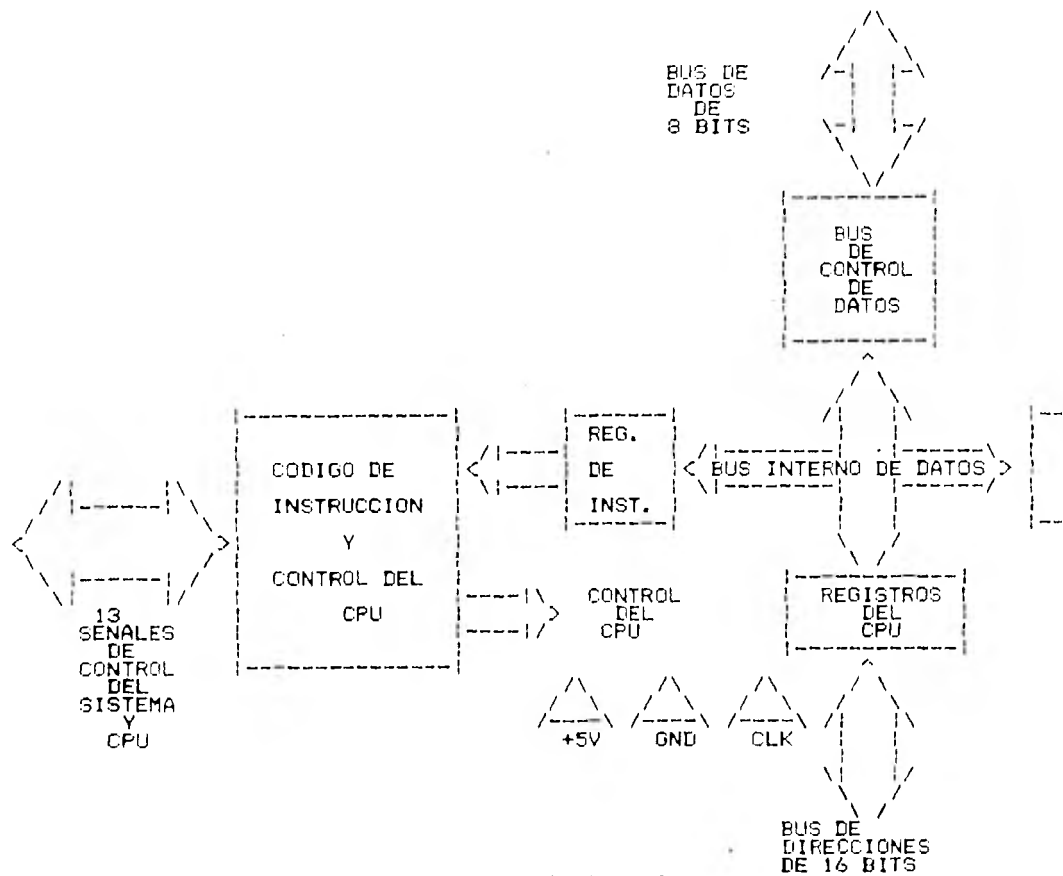 BUS DE
DATOS
DE
8 BITS
BUS
DE
CONTROL
DE
DATOS
CODIGO DE
INSTRUCCION
Y
CONTROL DEL
CPU
REG.
DE
INST.
BUS INTERNO DE DATOS
13
SENALES
DE
CONTROL
DEL
SISTEMA
Y
CPU
CONTROL
DEL
CPU
REGISTROS
DEL
CPU
+5V
GND
CLK
BUS DE
DIRECCIONES
DE 16 BITS